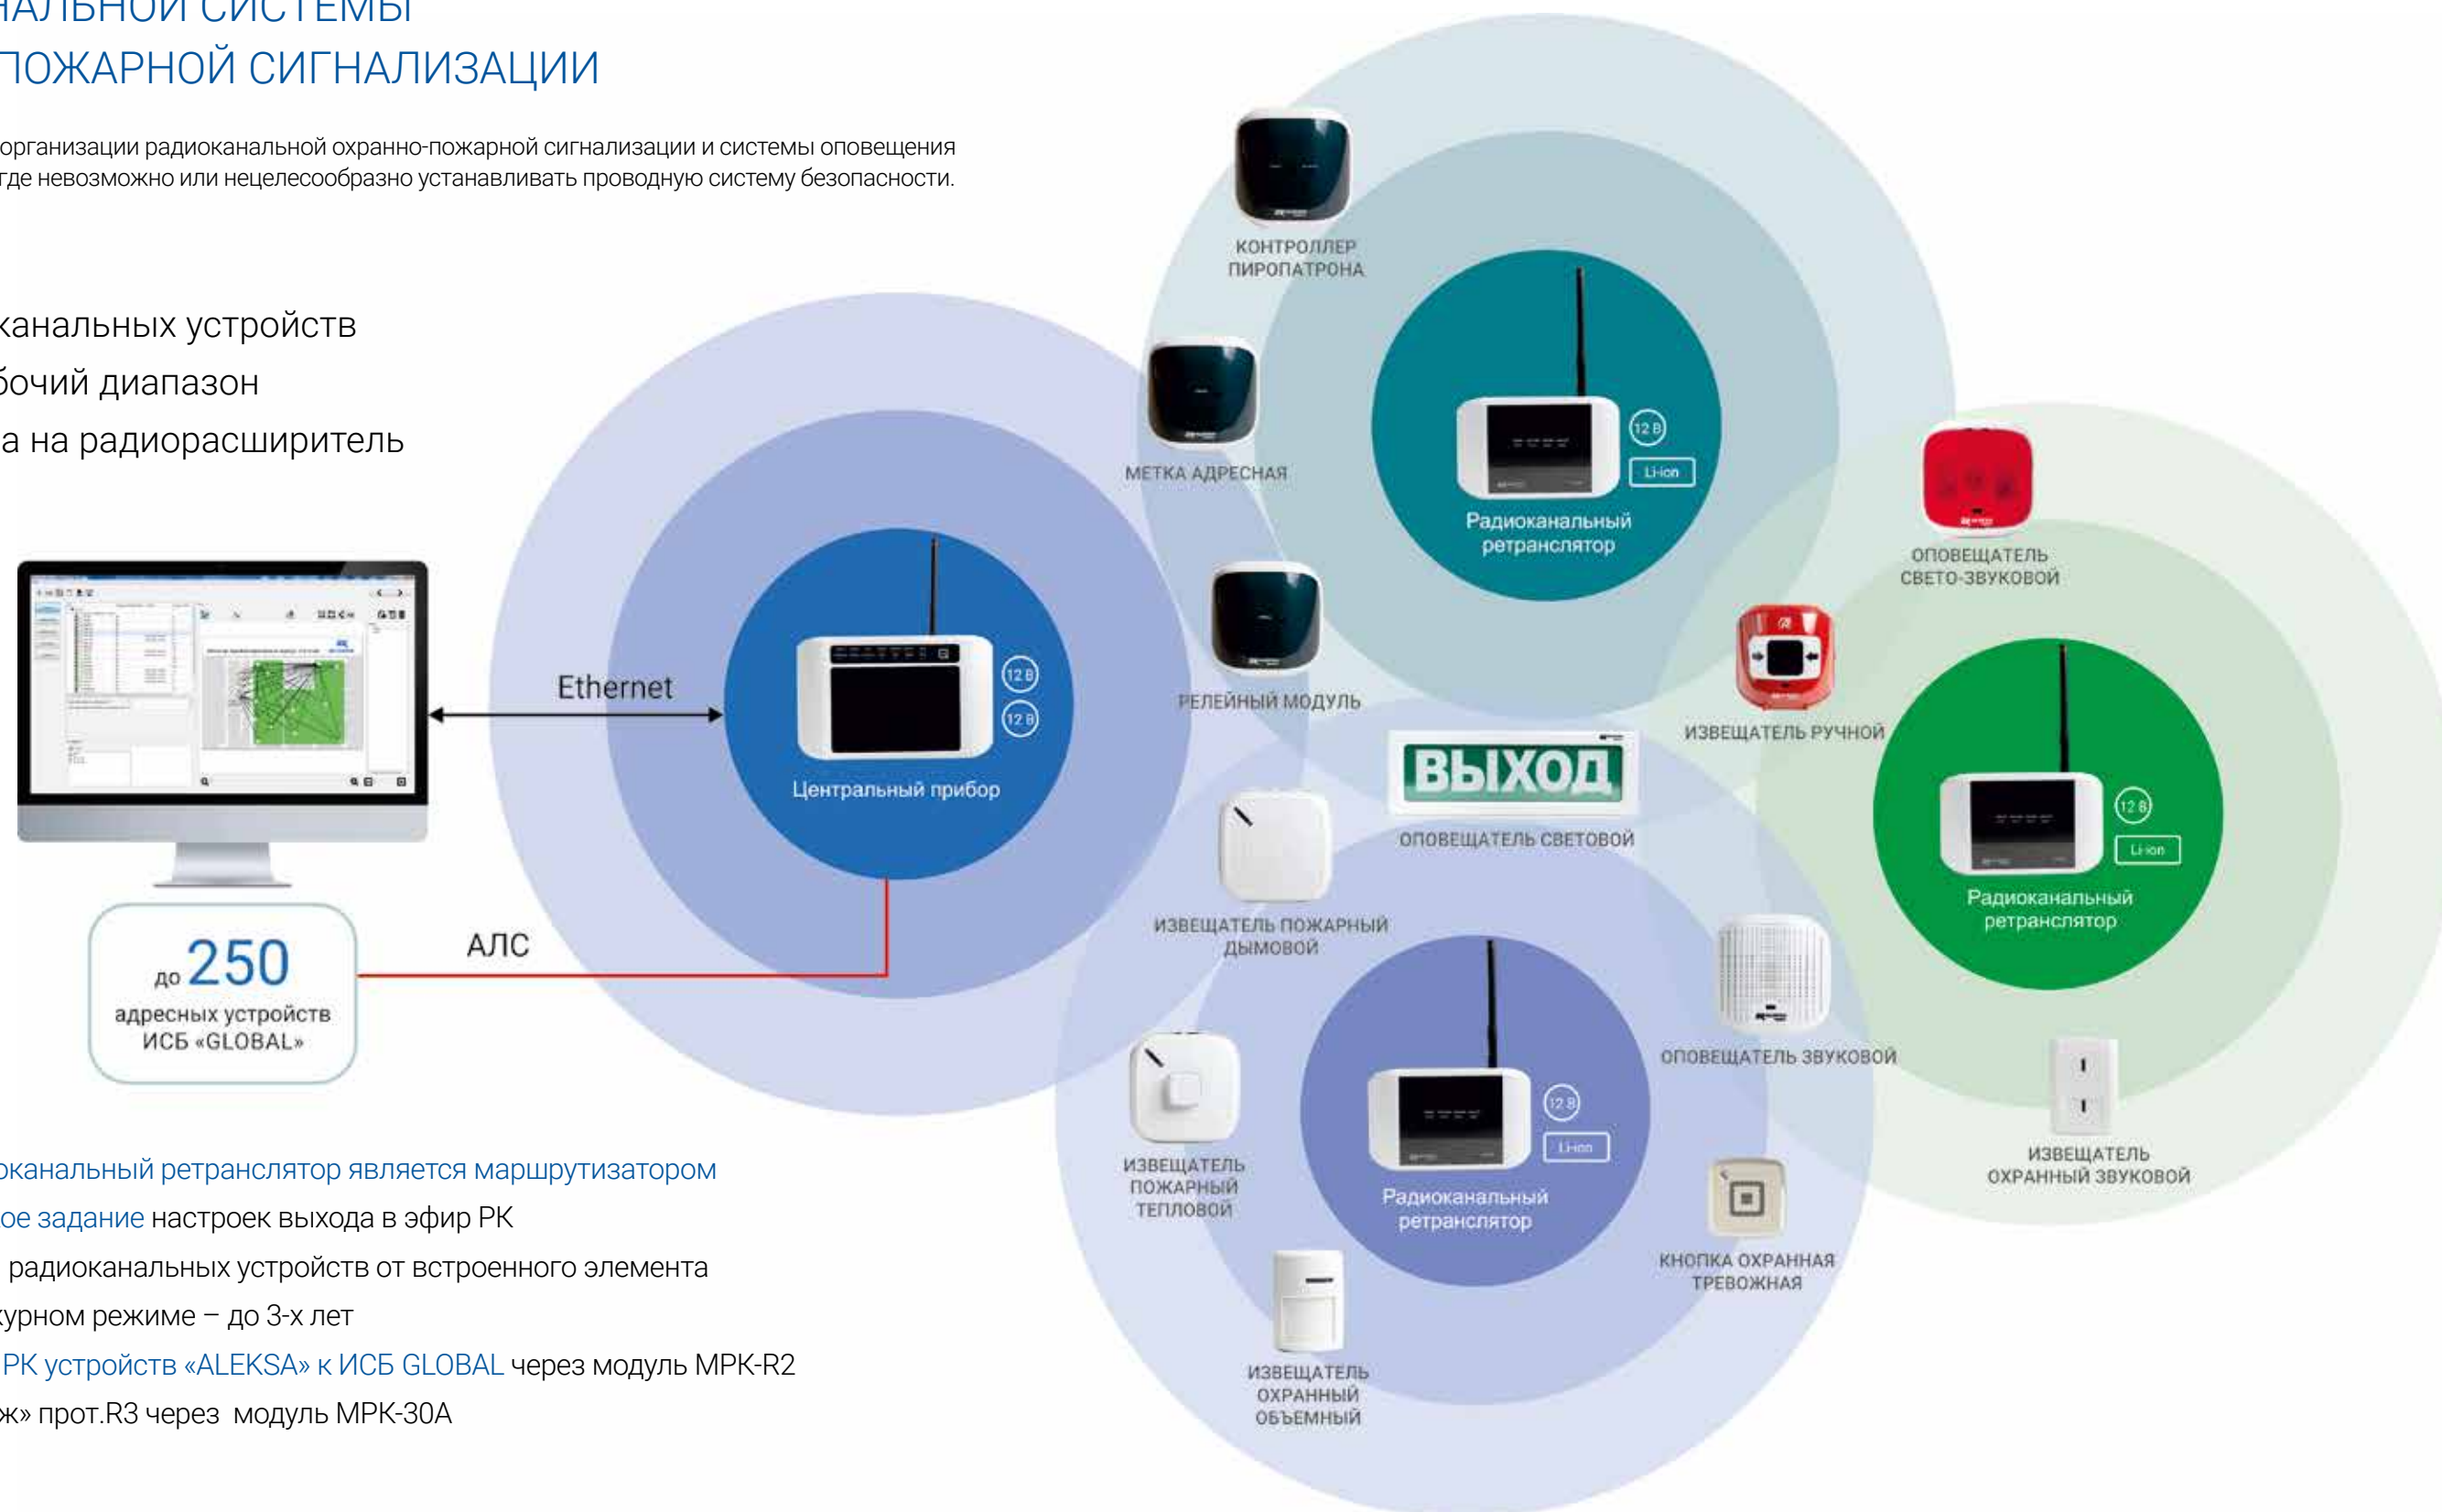 НАЛЬНОЙ СИСТЕМЫ
ПОЖАРНОЙ СИГНАЛИЗАЦИИ
организации радиоканальной охранно-пожарной сигнализации и системы оповещения
где невозможно или нецелесообразно устанавливать проводную систему безопасности.
канальных устройств
бочий диапазон
а на радиорасширитель
Ethernet
Центральный прибор
12 В
12 В
АЛС
до 250
адресных устройств
ИСБ «GLOBAL»
КОНТРОЛЛЕР
ПИРОПАТРОНА
МЕТКА АДРЕСНАЯ
РЕЛЕЙНЫЙ МОДУЛЬ
12 В
Li-ion
Радиоканальный
ретранслятор
ОПОВЕЩАТЕЛЬ
СВЕТО-ЗВУКОВОЙ
ИЗВЕЩАТЕЛЬ РУЧНОЙ
ВЫХОД
ОПОВЕЩАТЕЛЬ СВЕТОВОЙ
12 В
Li-ion
Радиоканальный
ретранслятор
ИЗВЕЩАТЕЛЬ ПОЖАРНЫЙ
ДЫМОВОЙ
ОПОВЕЩАТЕЛЬ ЗВУКОВОЙ
ИЗВЕЩАТЕЛЬ
ПОЖАРНЫЙ
ТЕПЛОВОЙ
12 В
Li-ion
Радиоканальный
ретранслятор
ИЗВЕЩАТЕЛЬ
ОХРАННЫЙ ЗВУКОВОЙ
КНОПКА ОХРАННАЯ
ТРЕВОЖНАЯ
ИЗВЕЩАТЕЛЬ
ОХРАННЫЙ
ОБЪЕМНЫЙ
оканальный ретранслятор является маршрутизатором
ое задание настроек выхода в эфир РК
радиоканальных устройств от встроенного элемента
курном режиме – до 3-х лет
РК устройств «ALEKSA» к ИСБ GLOBAL через модуль МРК-R2
ж» прот.R3 через модуль МРК-30А